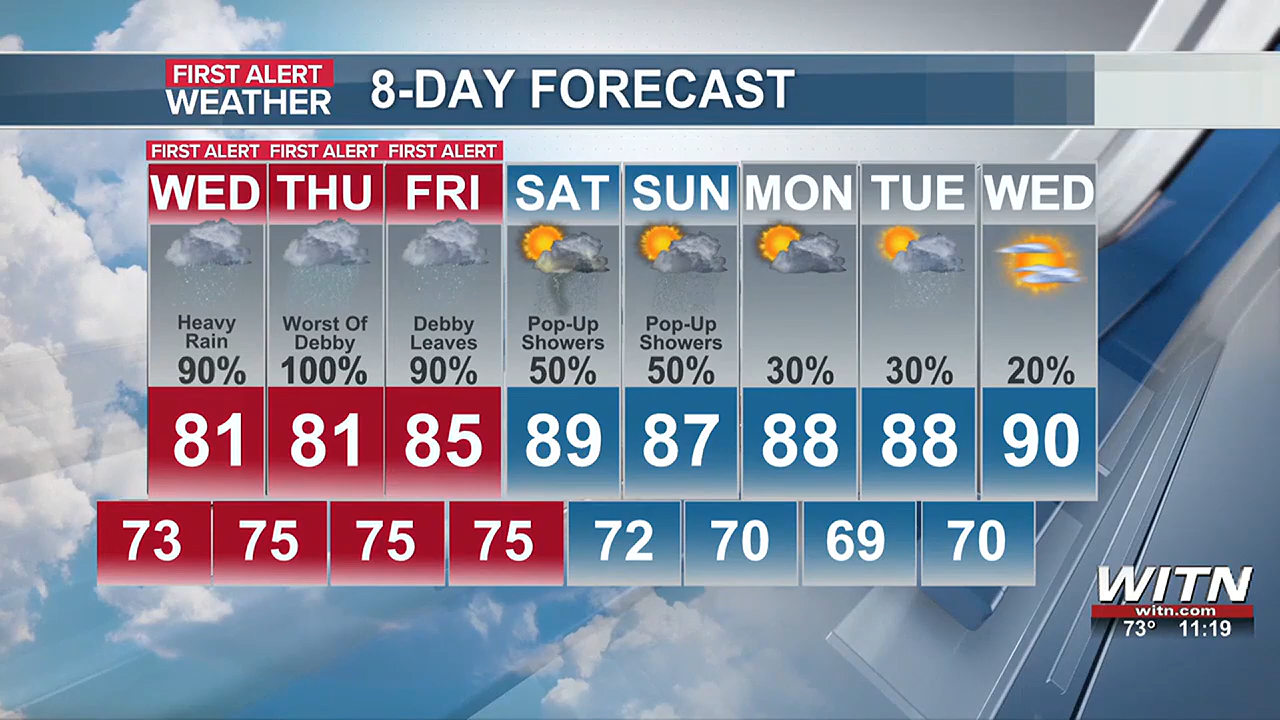 FIRST ALERT
WEATHER
8-DAY FORECAST
FIRST ALERT FIRST ALERT FIRST ALERT
WED THU FRI SAT SUN MON TUE WED
Heavy Worst Of Debby Pop-Up Pop-Up
Rain Debby Leaves Showers Showers
90% 100% 90% 50% 50% 30% 30% 20%
81 81 85 89 87 88 88 90
73 75 75 75 72 70 69 70
WITN
witn.com
73° 11:19